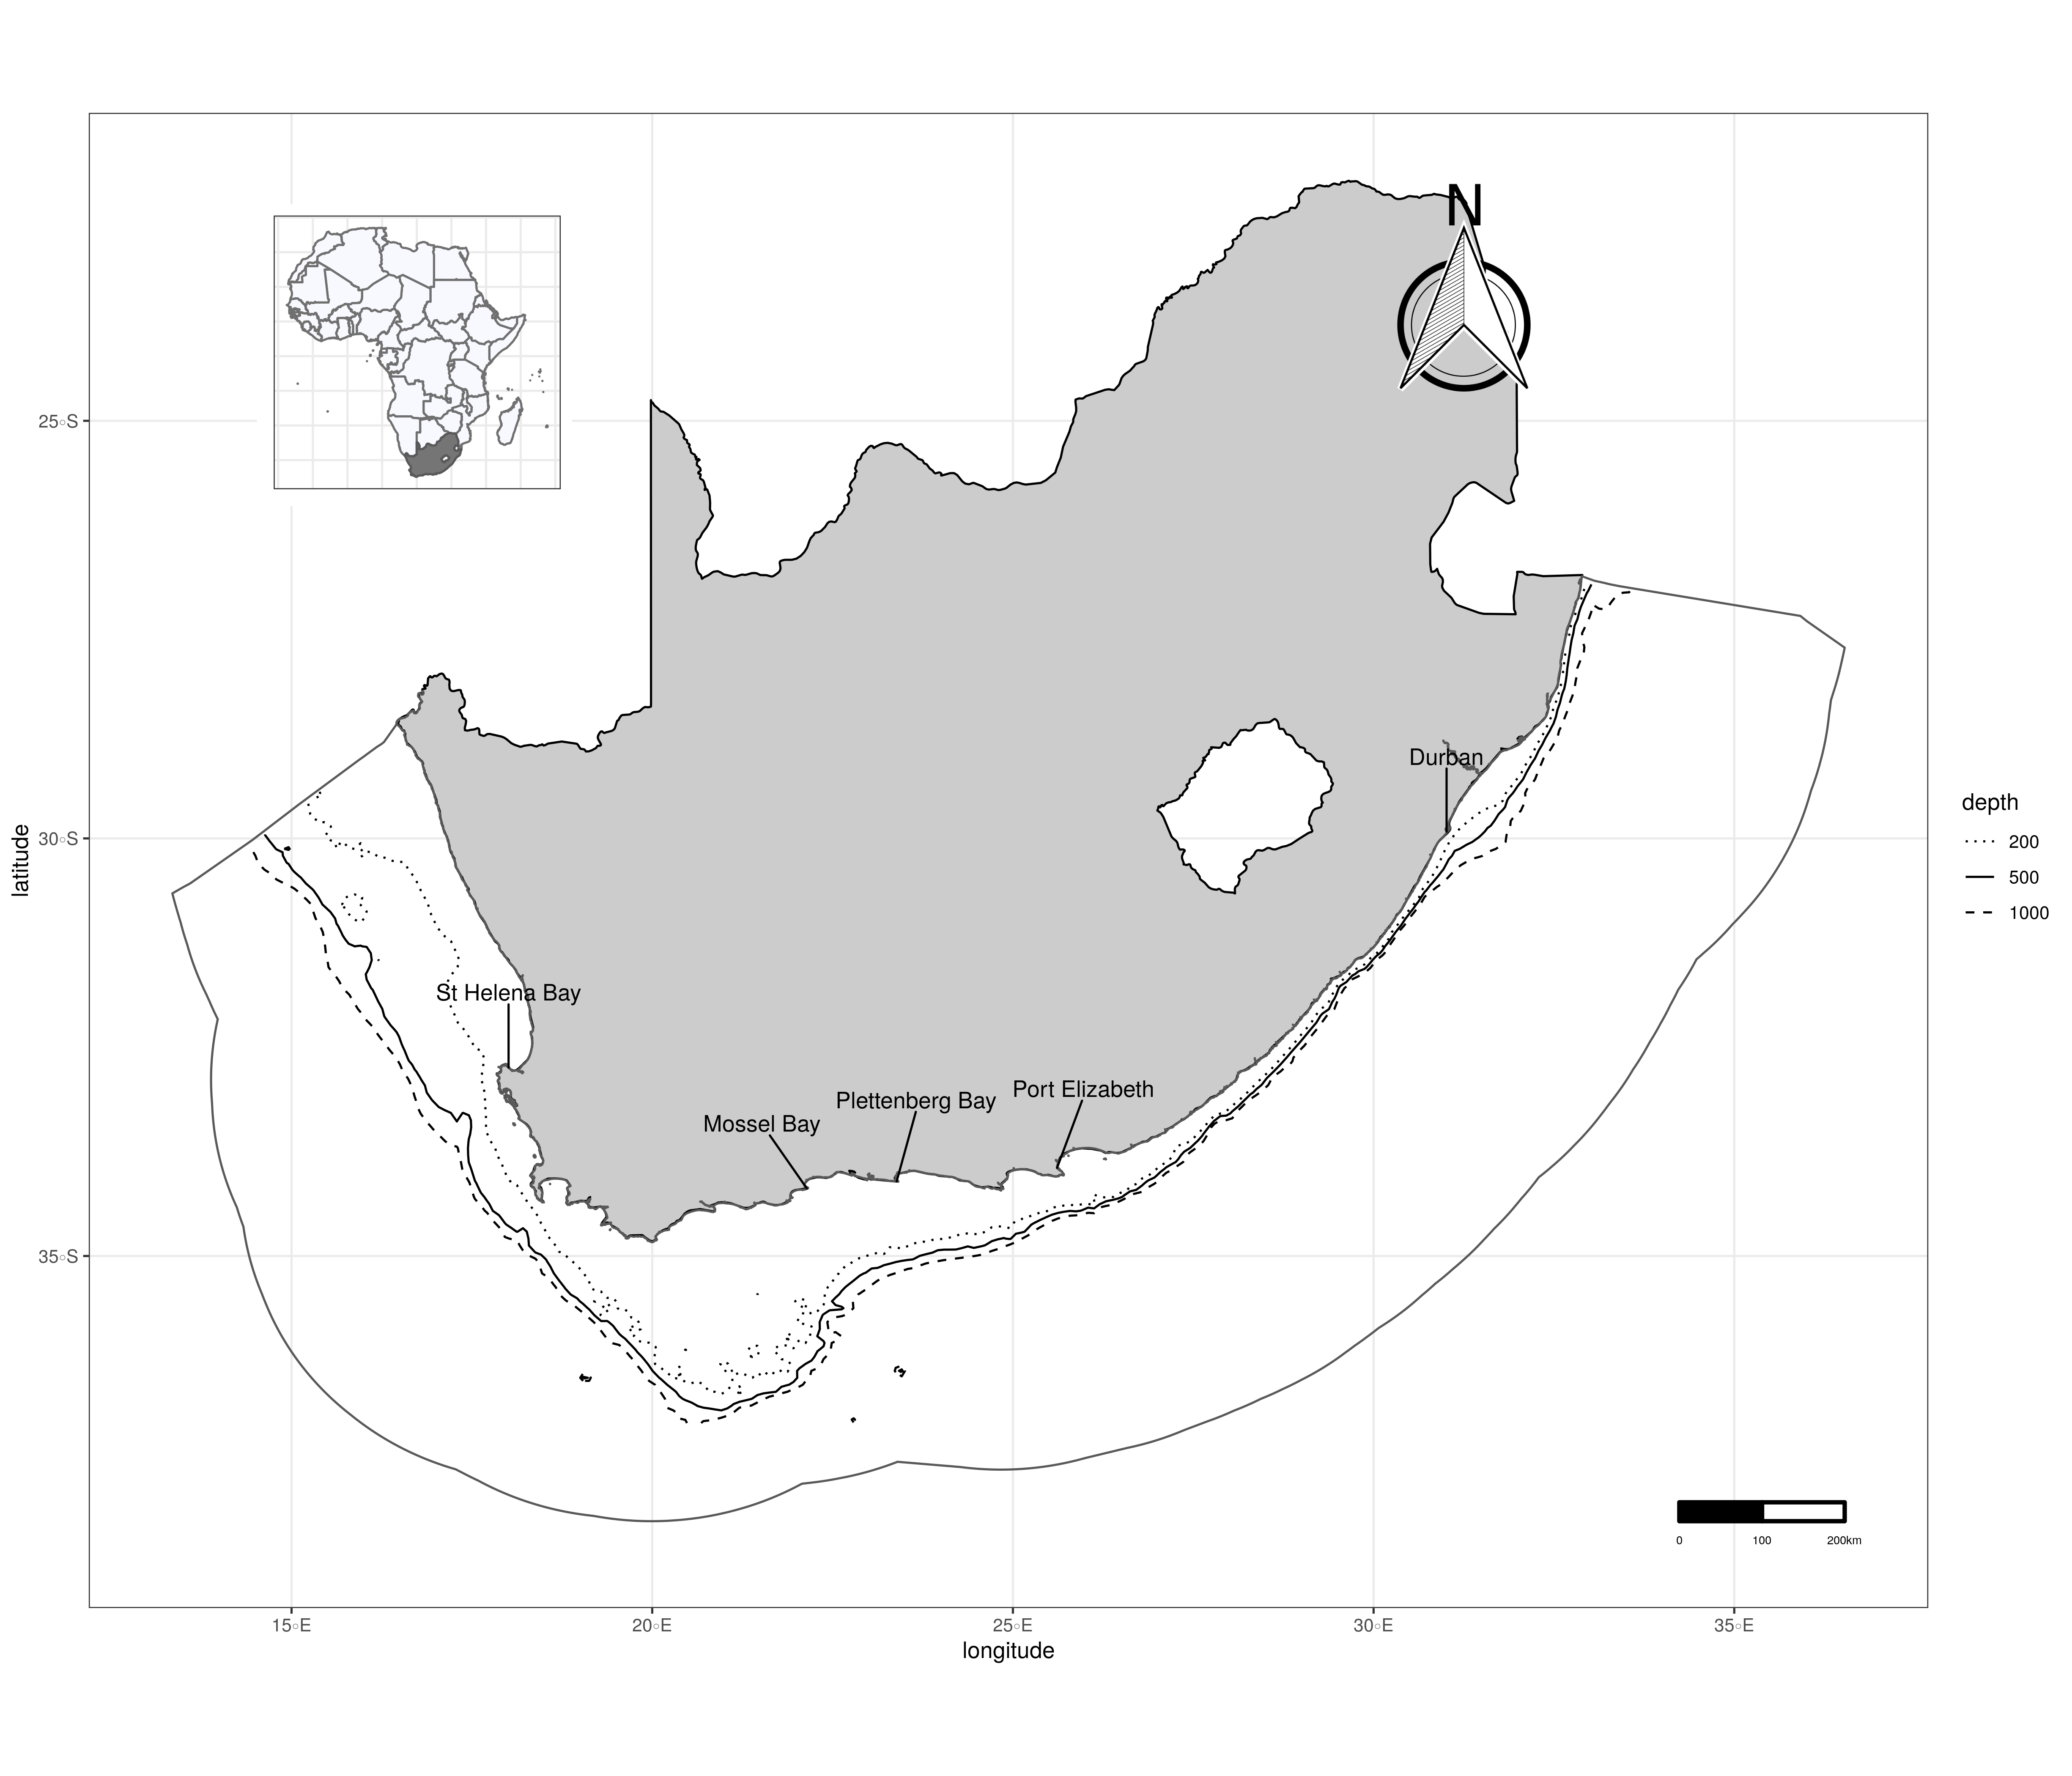 N
25°S
30°S
35°S
latitude
Durban
St Helena Bay
Port Elizabeth
Plettenberg Bay
Mossel Bay
depth
200
500
1000
0 100 200km
15°E 20°E 25°E 30°E 35°E
longitude